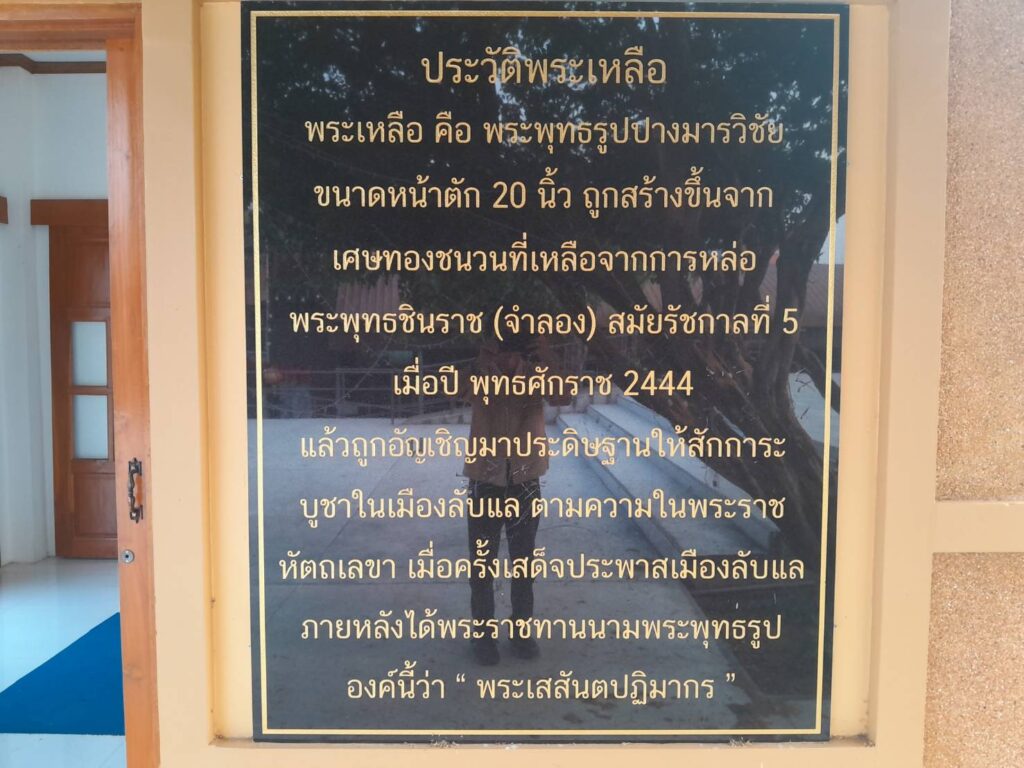 ประวัติพระเหลือ
พระเหลือ คือ พระพุทธรูปปางมารวิชัย
ขนาดหน้าตัก 20 นิ้ว ถูกสร้างขึ้นจาก
เศษทองชนวนที่เหลือจากการหล่อ
พระพุทธชินราช (จำลอง) สมัยรัชกาลที่ 5
เมื่อปี พุทธศักราช 2444
แล้วถูกอัญเชิญมาประดิษฐานให้สักการะ
บูชาในเมืองลับแล ตามความในพระราช
หัตถเลขา เมื่อครั้งเสด็จประพาสเมืองลับแล
ภายหลังได้พระราชทานนามพระพุทธรูป
องค์นี้ว่า “ พระเสสันตปฏิมากร ”